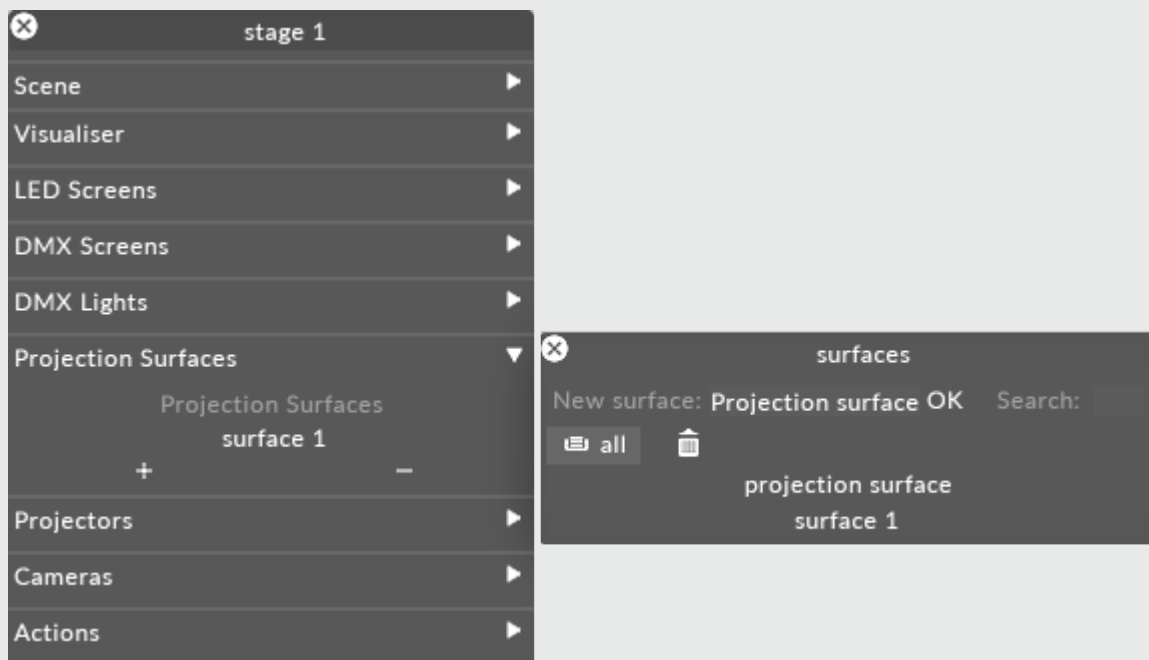 stage 1
Scene
Visualiser
LED Screens
DMX Screens
DMX Lights
Projection Surfaces
Projection Surfaces
surface 1
+ −
Projectors
Cameras
Actions
surfaces
New surface: Projection surface OK Search:
all
projection surface
surface 1